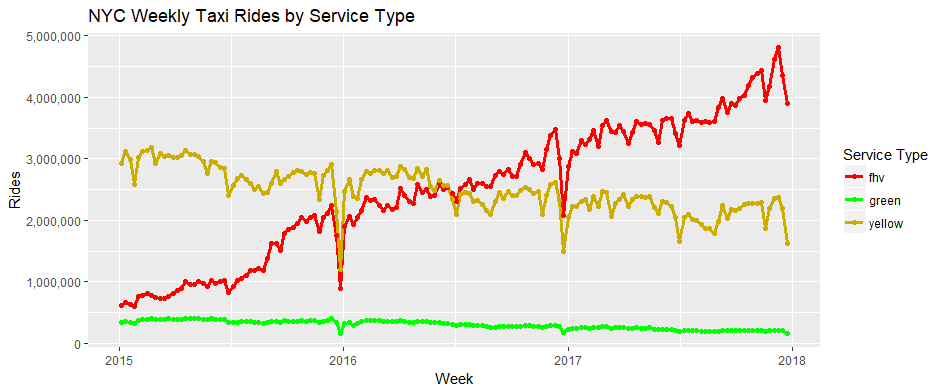 NYC Weekly Taxi Rides by Service Type
5,000,000
4,000,000
3,000,000
2,000,000
1,000,000
0
Rides
2015 2016 2017 2018
Week
Service Type
fhv
green
yellow